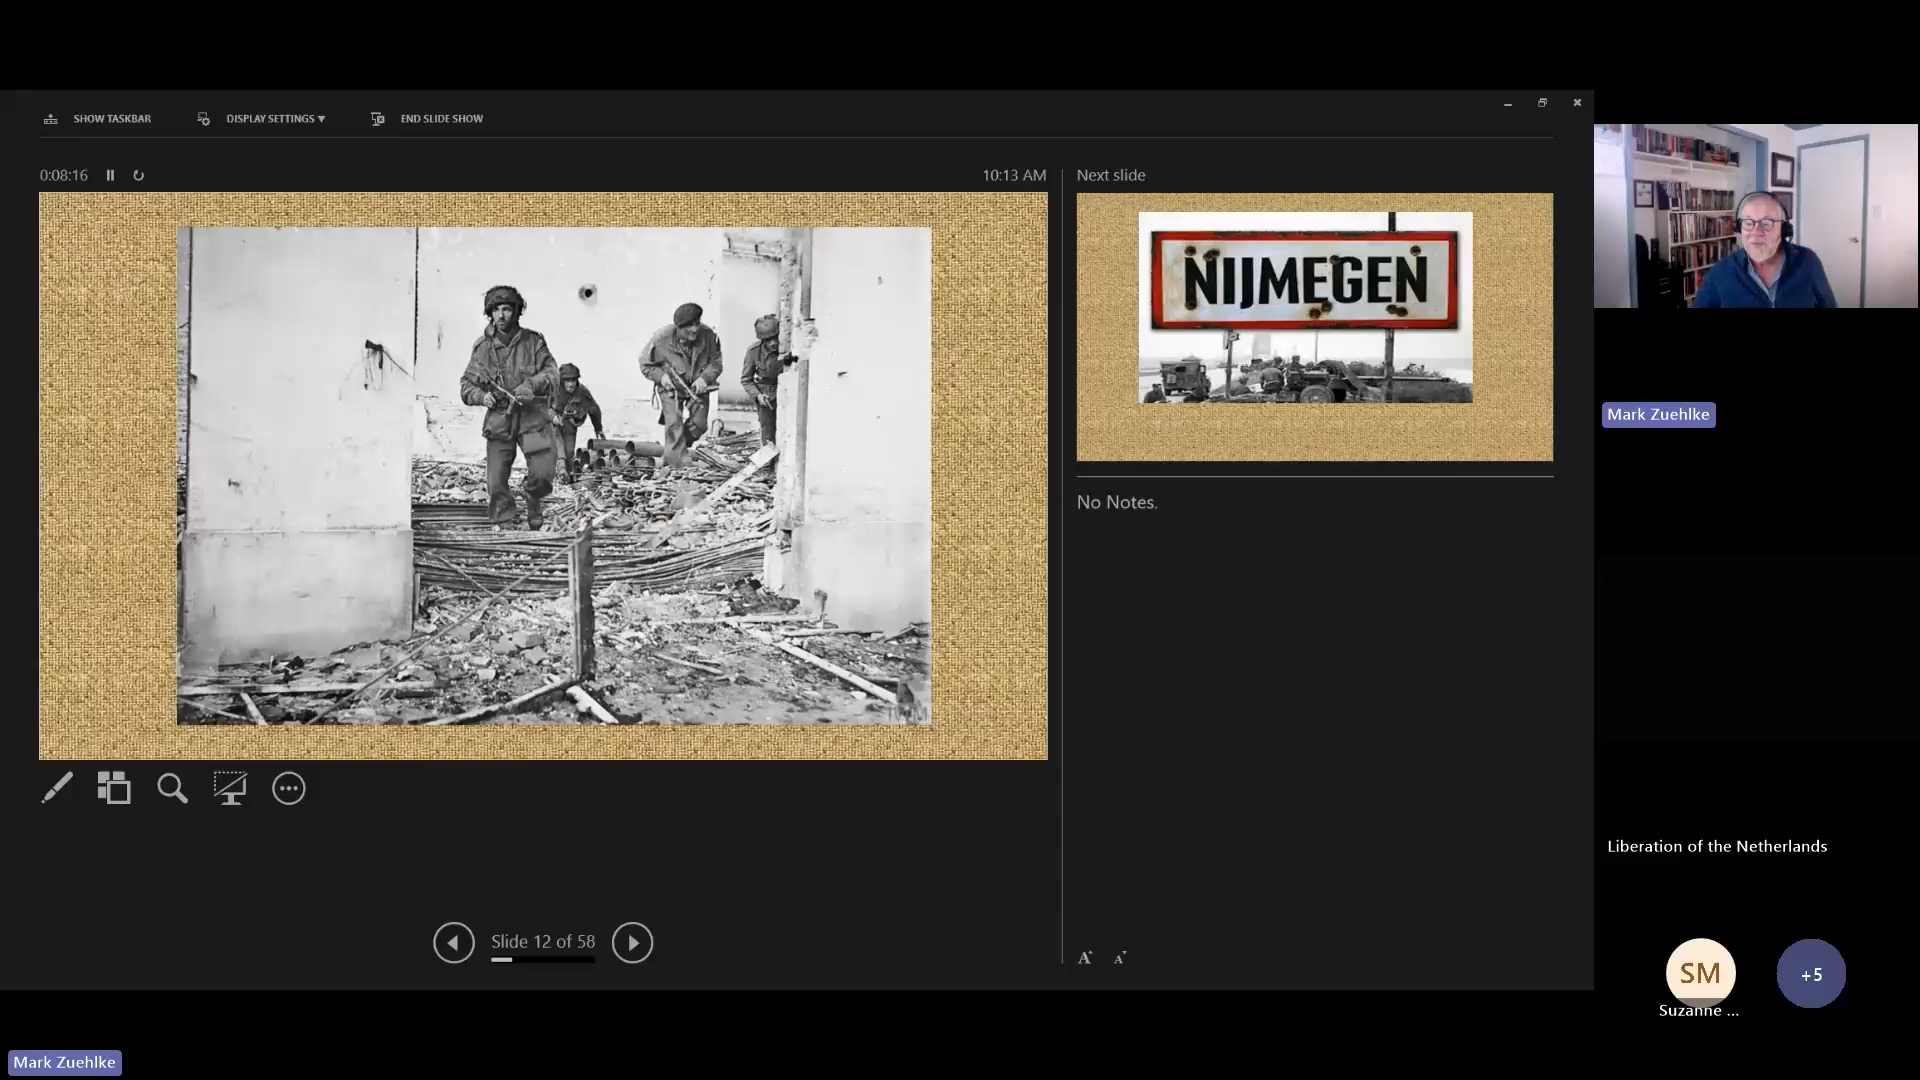 SHOW TASKBAR
DISPLAY SETTINGS ▼
END SLIDE SHOW
0:08:16
10:13 AM
Next slide
NIJMEGEN
No Notes.
Slide 12 of 58
A A
Mark Zuehlke
Liberation of the Netherlands
SM
+5
Suzanne ...
Mark Zuehlke